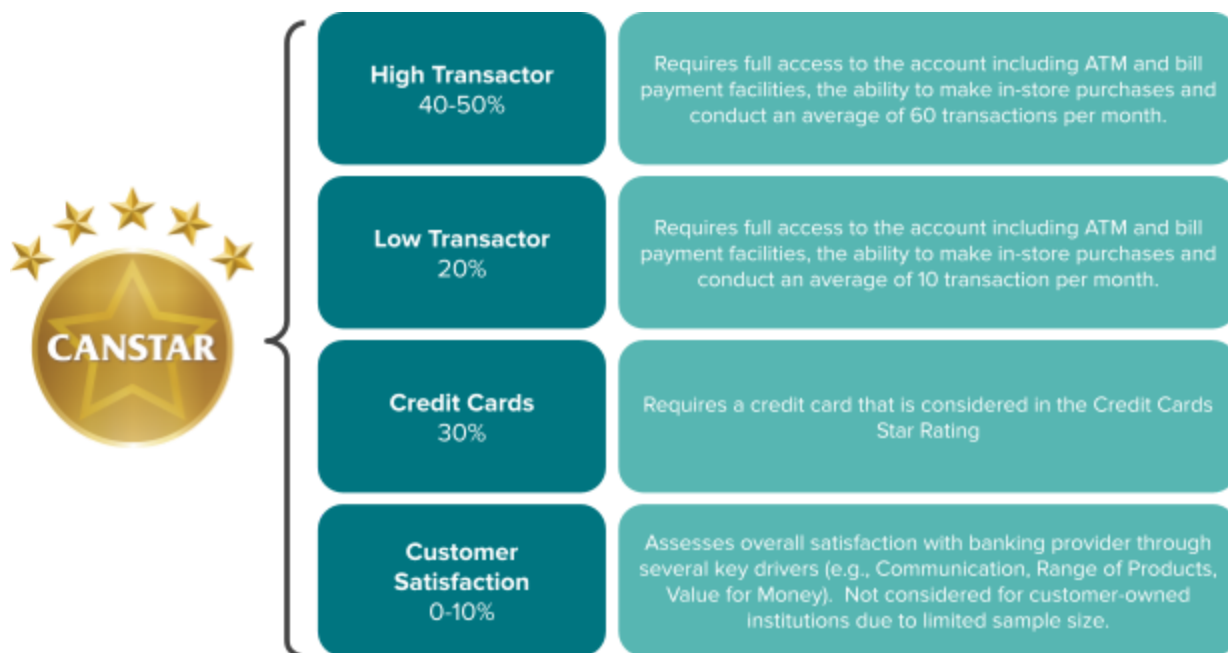 CANSTAR
High Transactor
40-50%
Requires full access to the account including ATM and bill
payment facilities, the ability to make in-store purchases and
conduct an average of 60 transactions per month.
Low Transactor
20%
Requires full access to the account including ATM and bill
payment facilities, the ability to make in-store purchases and
conduct an average of 10 transaction per month.
Credit Cards
30%
Requires a credit card that is considered in the Credit Cards
Star Rating
Customer
Satisfaction
0-10%
Assesses overall satisfaction with banking provider through
several key drivers (e.g., Communication, Range of Products,
Value for Money).  Not considered for customer-owned
institutions due to limited sample size.